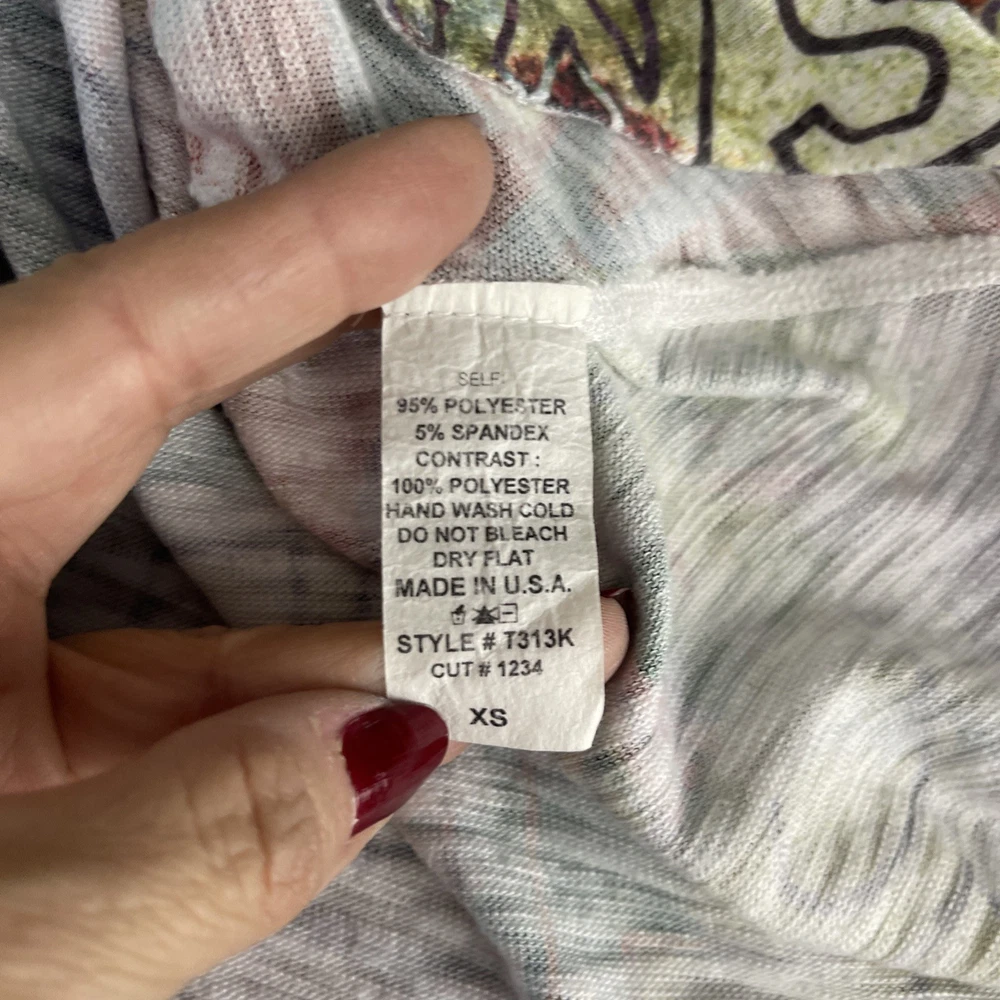 NS
SELF:
95% POLYESTER
5% SPANDEX
CONTRAST :
100% POLYESTER
HAND WASH COLD
DO NOT BLEACH
DRY FLAT
MADE IN U.S.A.
STYLE # T313K
CUT # 1234
XS